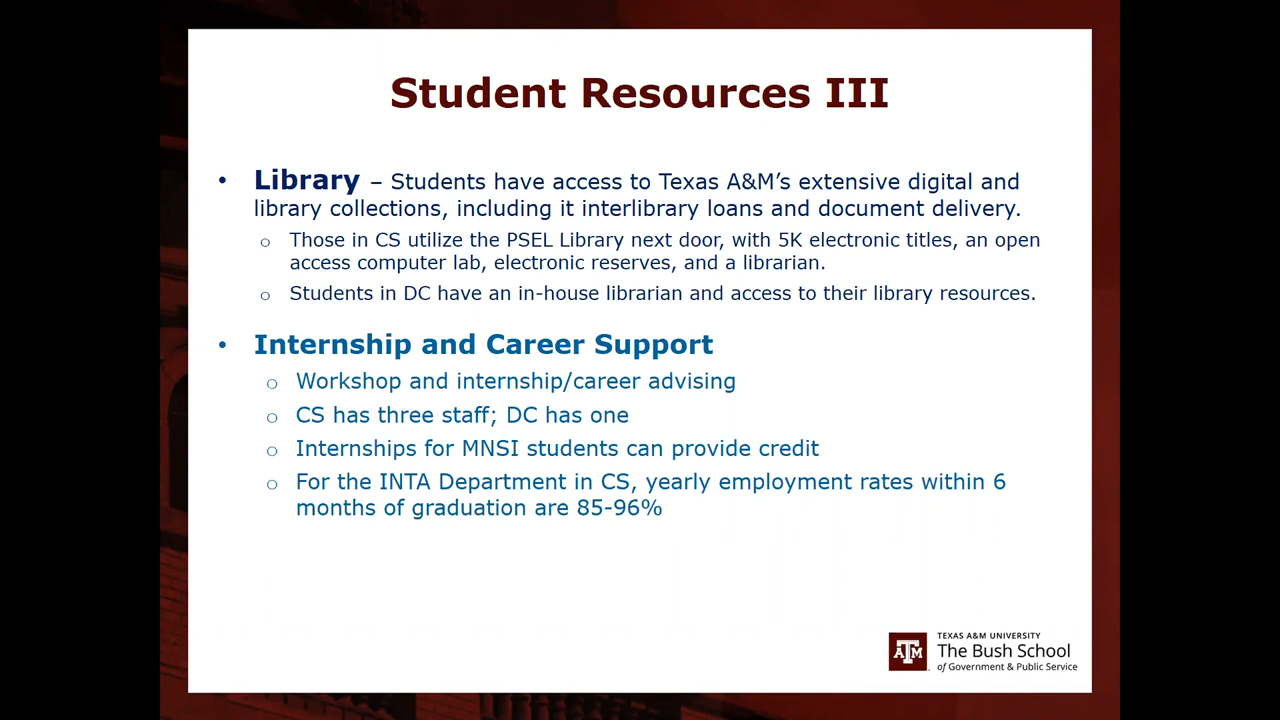 Student Resources III
• Library – Students have access to Texas A&M’s extensive digital and
library collections, including it interlibrary loans and document delivery.
o Those in CS utilize the PSEL Library next door, with 5K electronic titles, an open
access computer lab, electronic reserves, and a librarian.
o Students in DC have an in-house librarian and access to their library resources.
• Internship and Career Support
o Workshop and internship/career advising
o CS has three staff; DC has one
o Internships for MNSI students can provide credit
o For the INTA Department in CS, yearly employment rates within 6
months of graduation are 85-96%
ATM
TEXAS A&M UNIVERSITY
The Bush School
of Government & Public Service